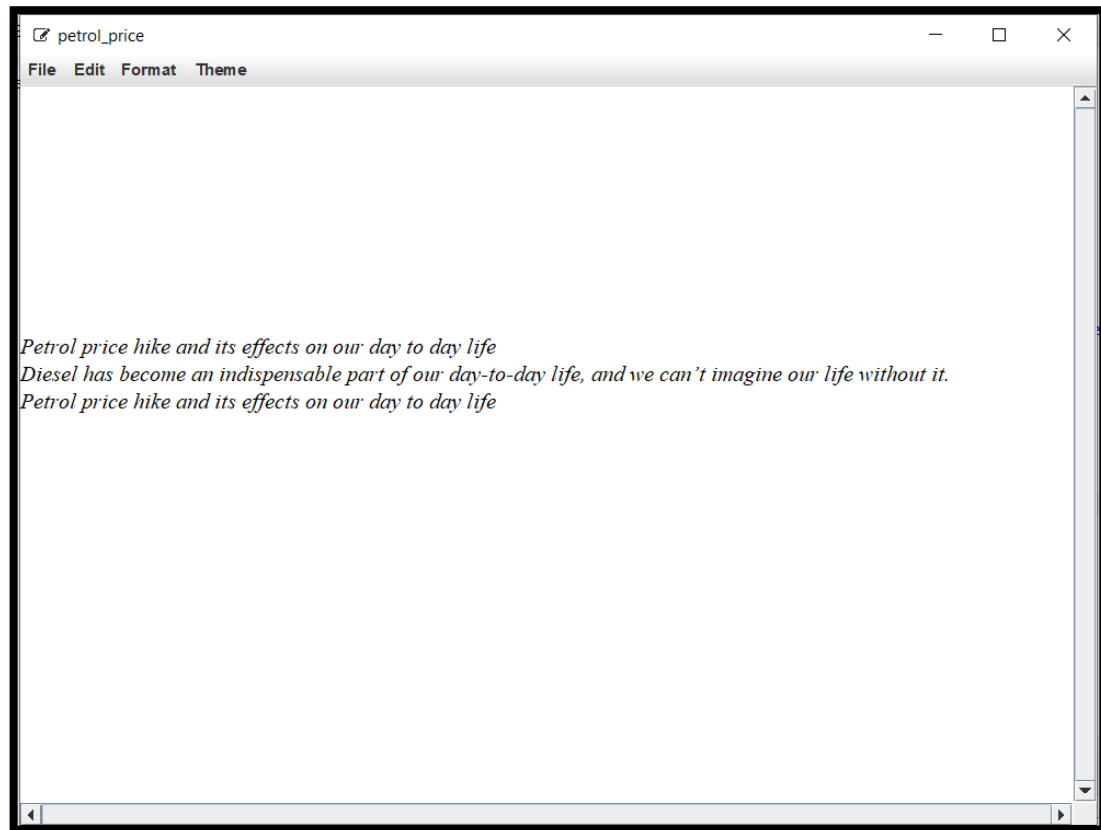 petrol_price
File Edit Format Theme
Petrol price hike and its effects on our day to day life
Diesel has become an indispensable part of our day-to-day life, and we can’t imagine our life without it.
Petrol price hike and its effects on our day to day life